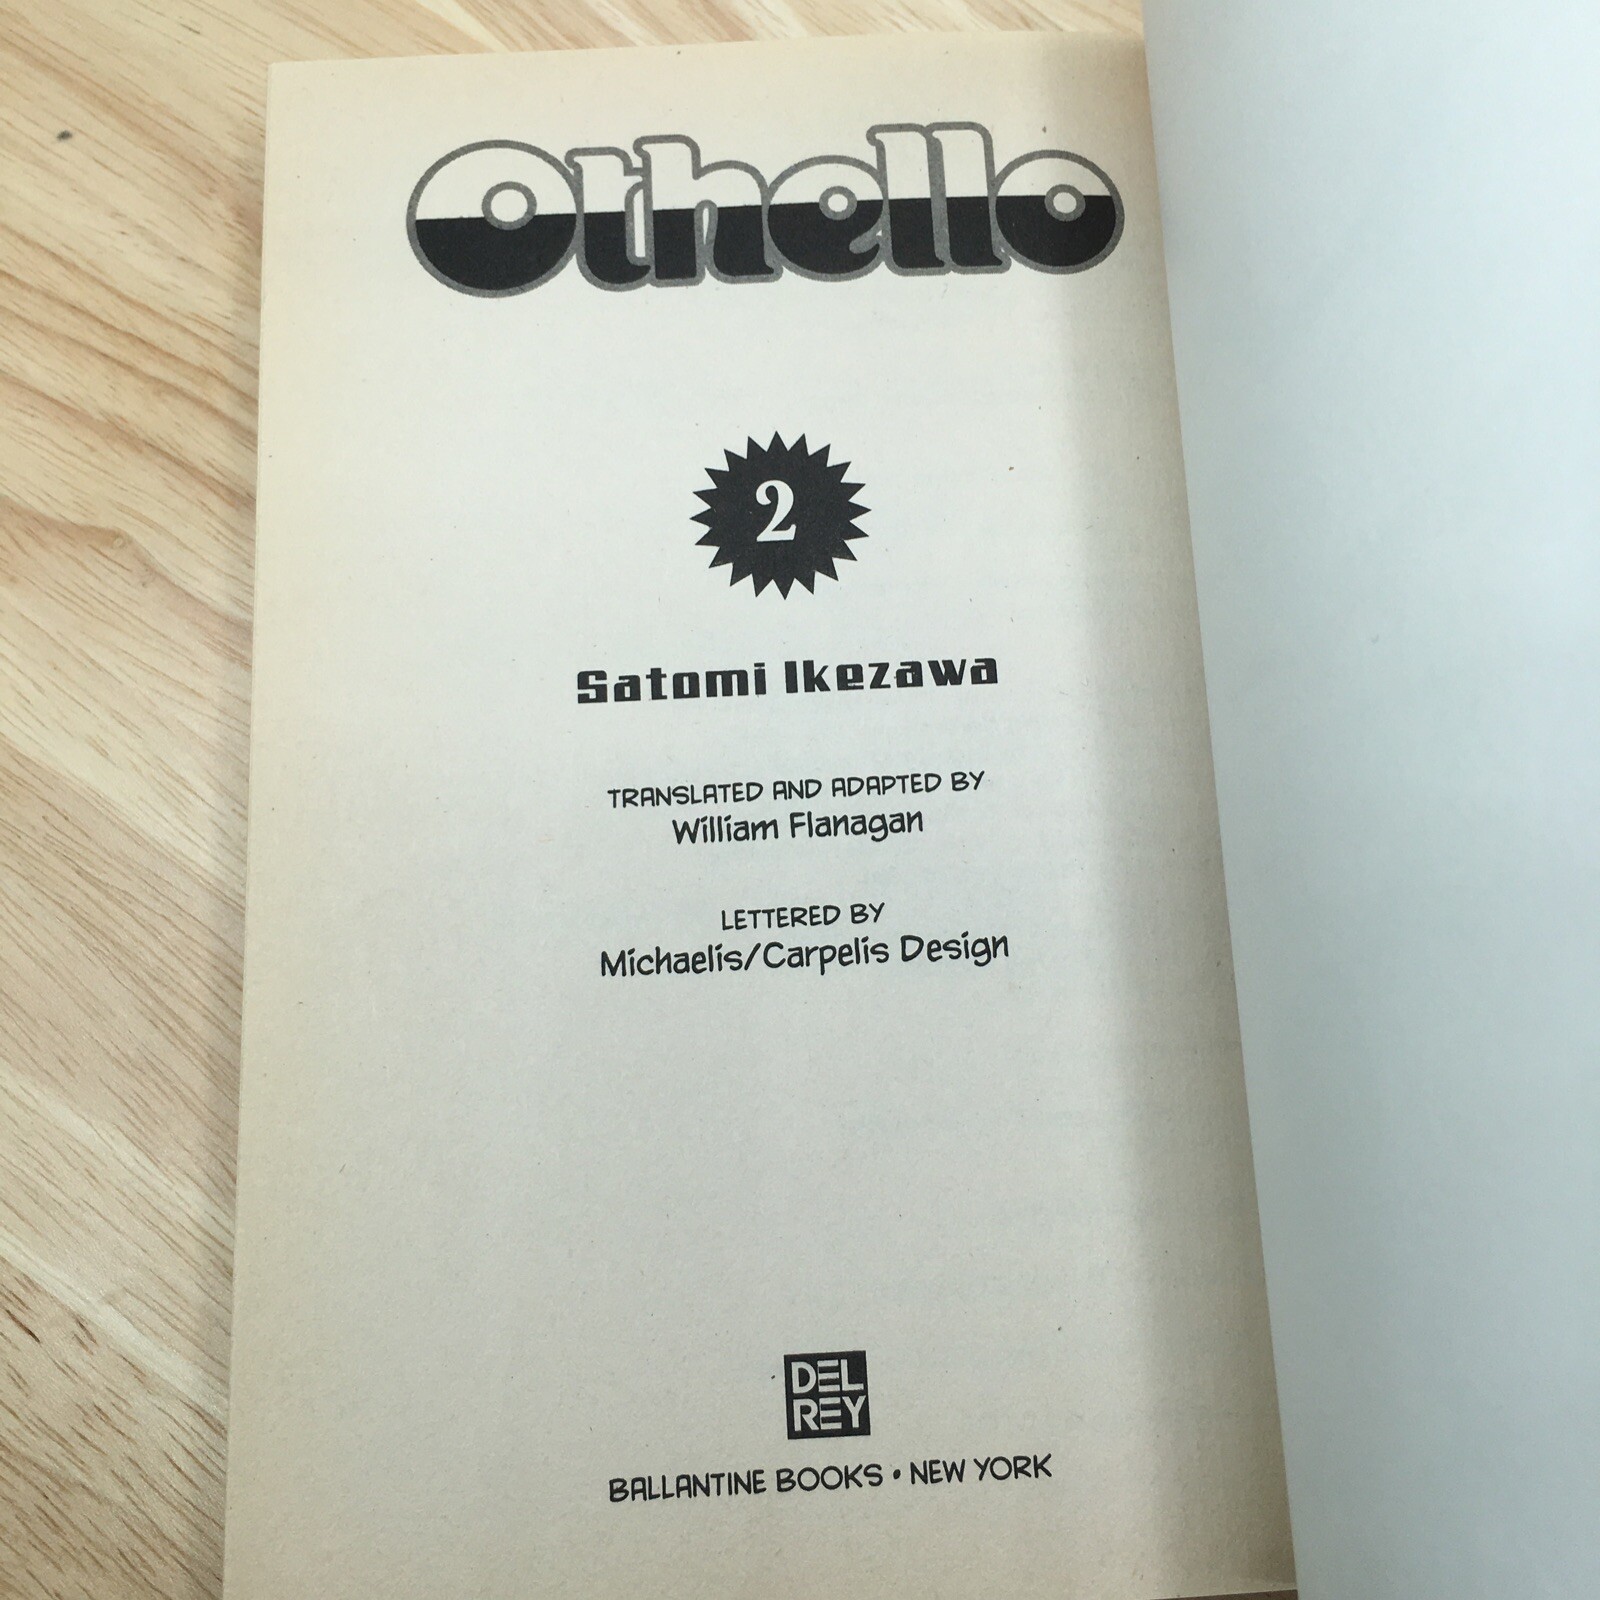 Othello
2
Satomi Ikezawa
TRANSLATED AND ADAPTED BY
William Flanagan
LETTERED BY
Michaelis/Carpelis Design
DEL
REY
BALLANTINE BOOKS • NEW YORK